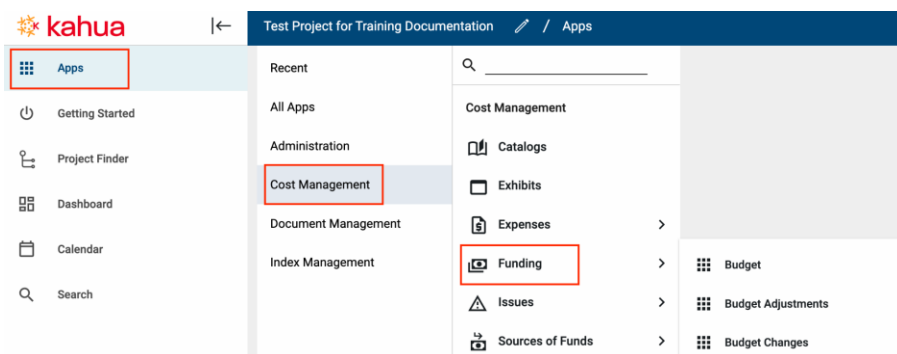 kahua
Test Project for Training Documentation / Apps
Apps
Getting Started
Project Finder
Dashboard
Calendar
Search
Recent
All Apps
Administration
Cost Management
Document Management
Index Management
Cost Management
Catalogs
Exhibits
Expenses
Funding
Issues
Sources of Funds
Budget
Budget Adjustments
Budget Changes